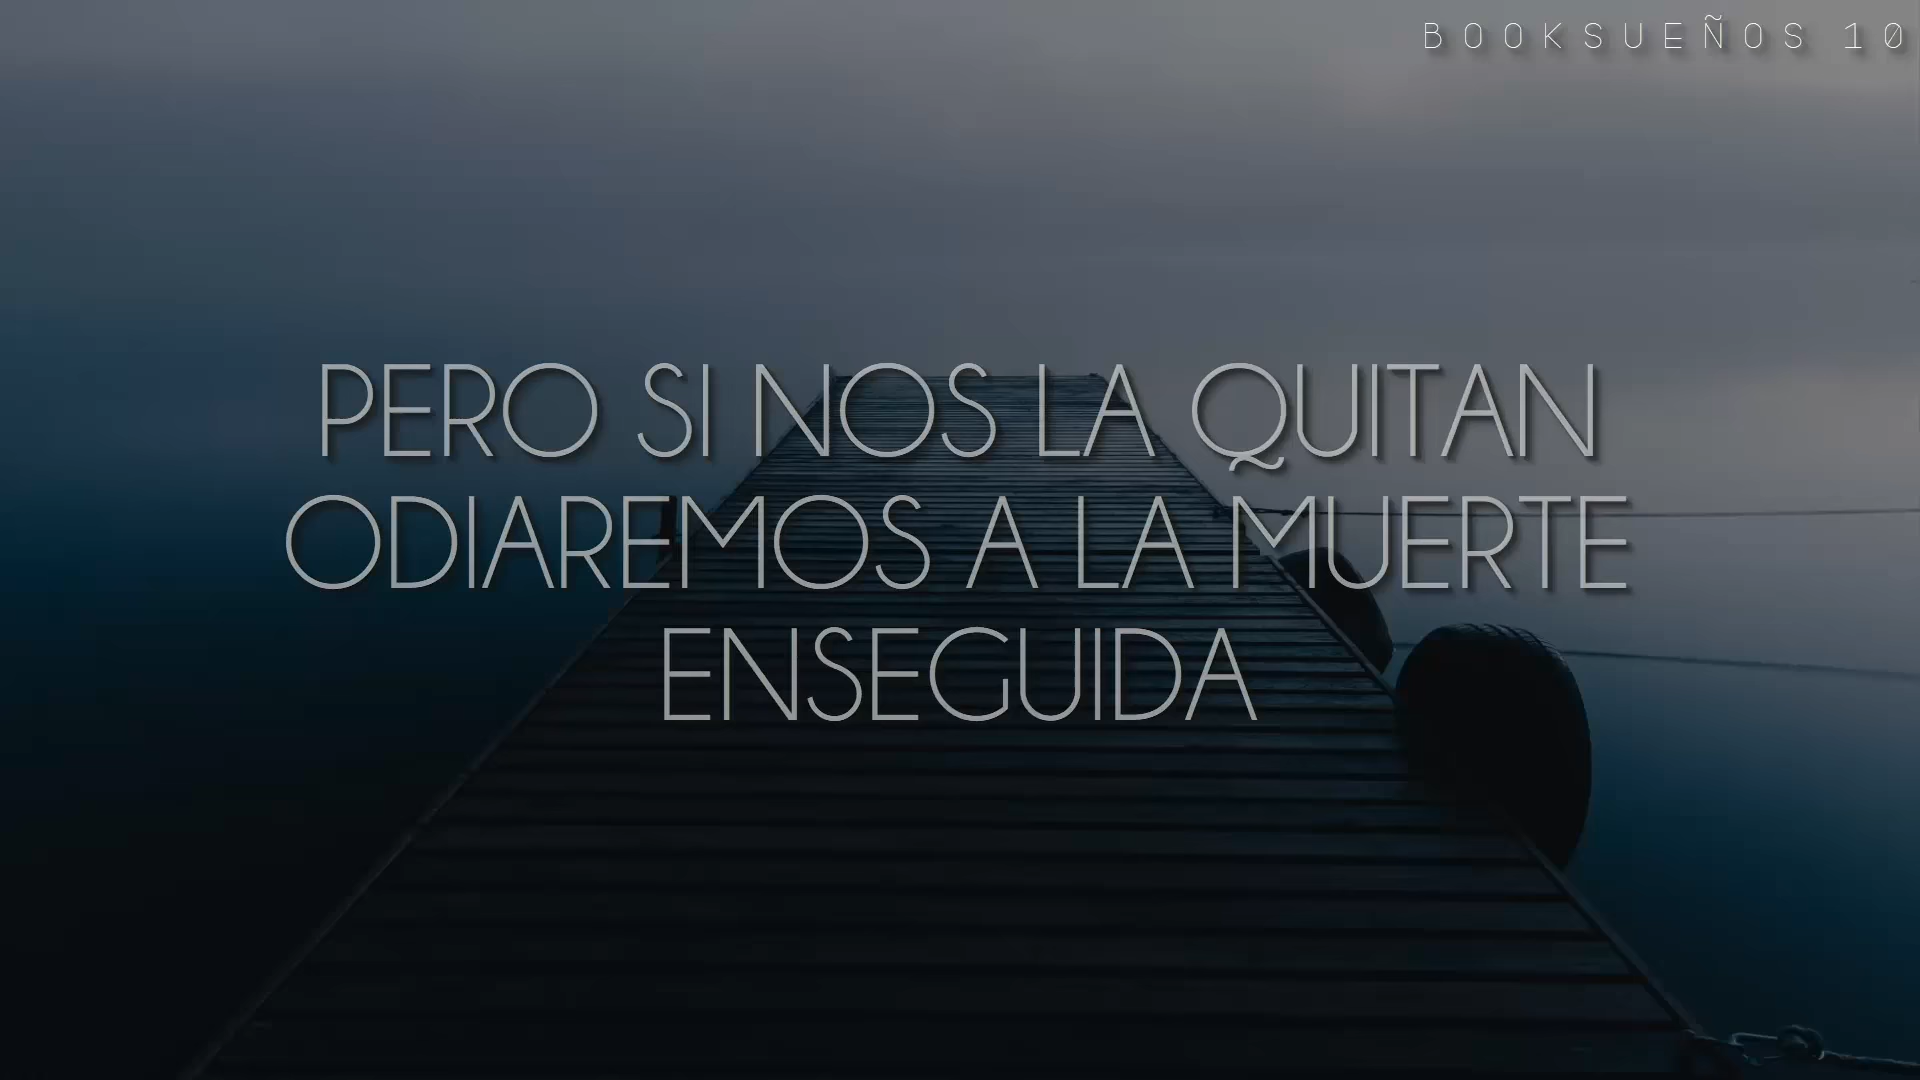 BOOKSUEÑOS 10
PERO SI NOS LA QUITAN
ODIAREMOS A LA MUERTE
ENSEGUIDA